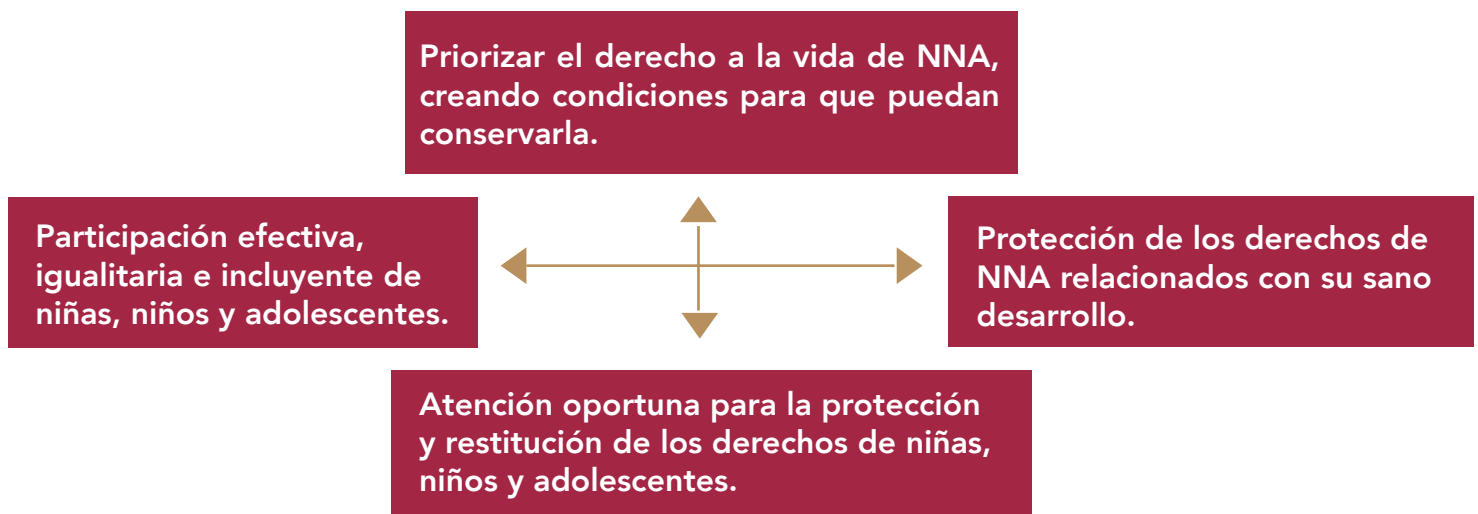 Priorizar el derecho a la vida de NNA,
creando condiciones para que puedan
conservarla.
Participación efectiva,
igualitaria e incluyente de
niñas, niños y adolescentes.
Protección de los derechos de
NNA relacionados con su sano
desarrollo.
Atención oportuna para la protección
y restitución de los derechos de niñas,
niños y adolescentes.